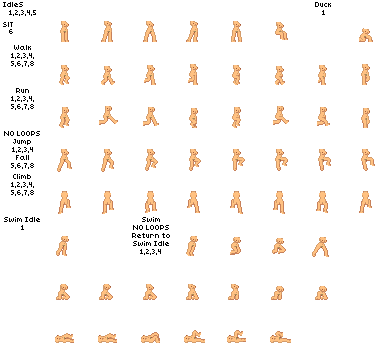 IdleS
1,2,3,4,5
Duck
1
SIT
6
Walk
1,2,3,4,
5,6,7,8
Run
1,2,3,4,
5,6,7,8
NO LOOPS
Jump
1,2,3,4
Fall
5,6,7,8
Climb
1,2,3,4,
5,6,7,8
Swim Idle
1
Swim
NO LOOPS
Return to
Swim Idle
1,2,3,4